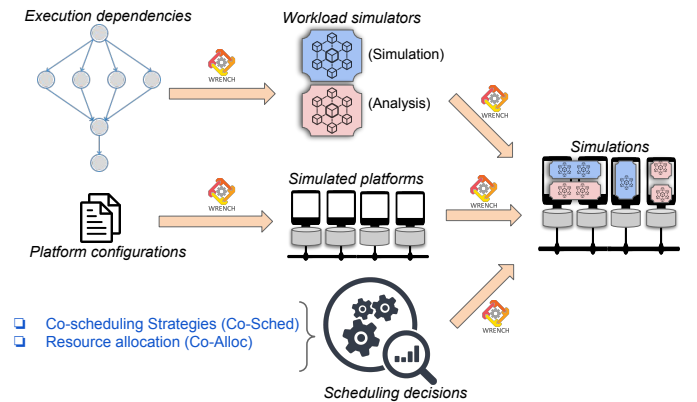 Execution dependencies
Workload simulators
WRENCH
(Simulation)
(Analysis)
WRENCH
Simulations
WRENCH
Simulated platforms
WRENCH
Platform configurations
WRENCH
Co-scheduling Strategies (Co-Sched)
Resource allocation (Co-Alloc)
Scheduling decisions